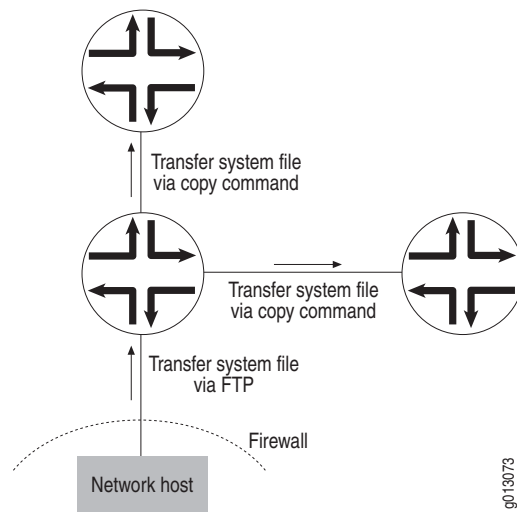 Transfer system file
via copy command
Transfer system file
via copy command
Transfer system file
via FTP
Firewall
Network host
g013073